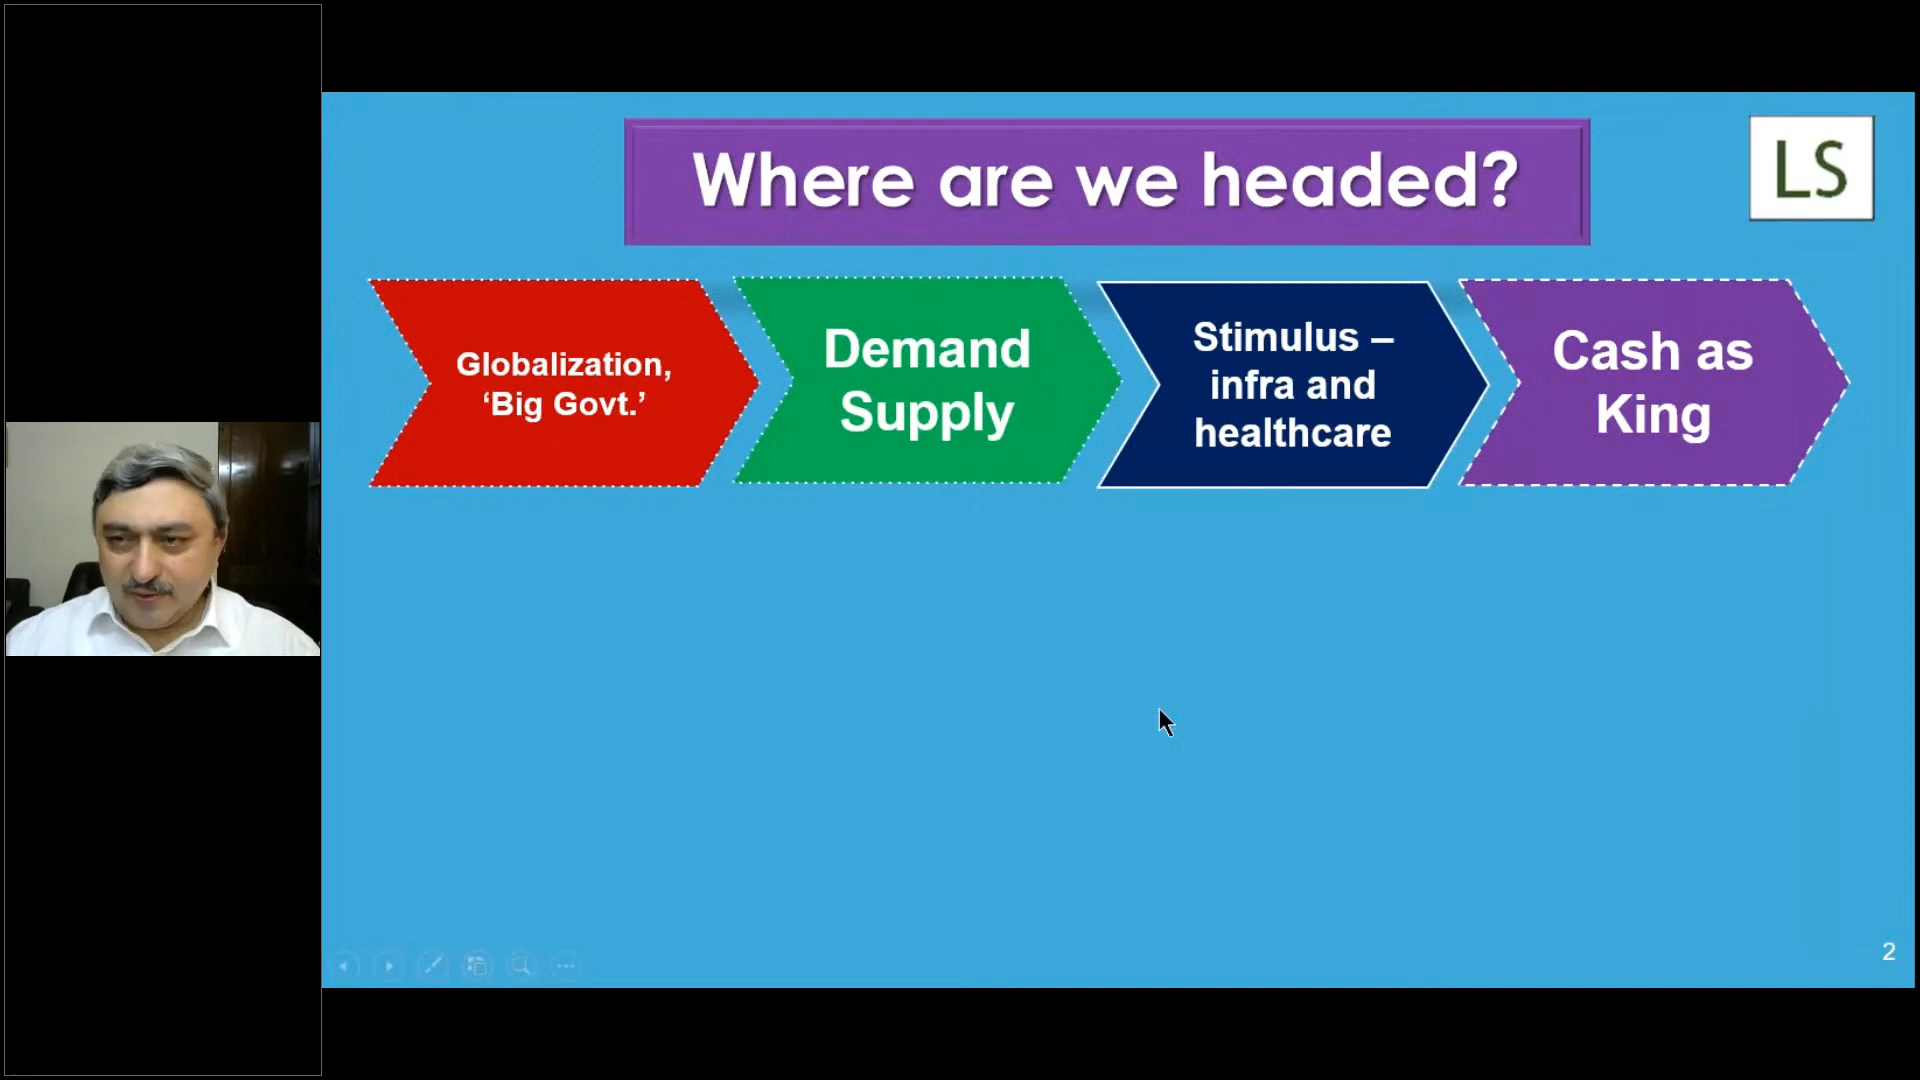 Where are we headed?
LS
Globalization,
‘Big Govt.’
Demand
Supply
Stimulus –
infra and
healthcare
Cash as
King
2